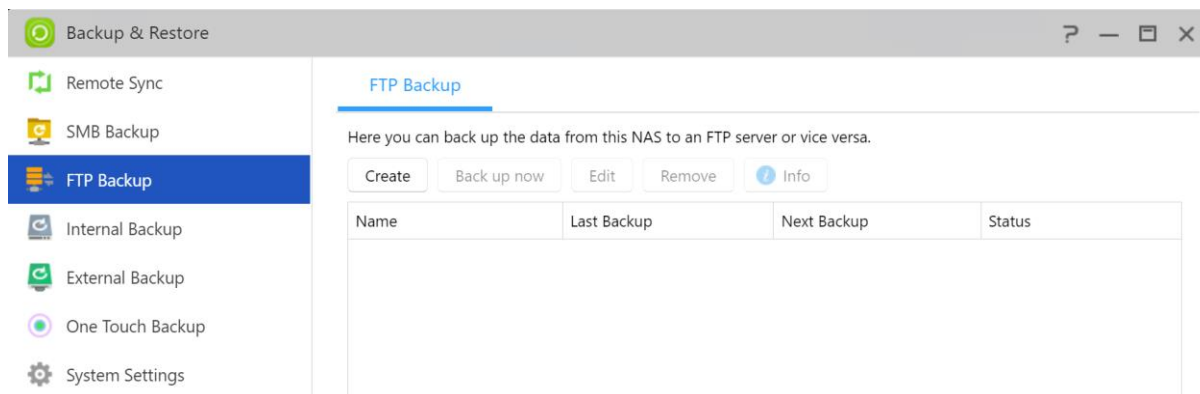 Backup & Restore
Remote Sync
SMB Backup
FTP Backup
Internal Backup
External Backup
One Touch Backup
System Settings
FTP Backup
Here you can back up the data from this NAS to an FTP server or vice versa.
Create Back up now Edit Remove Info
Name Last Backup Next Backup Status